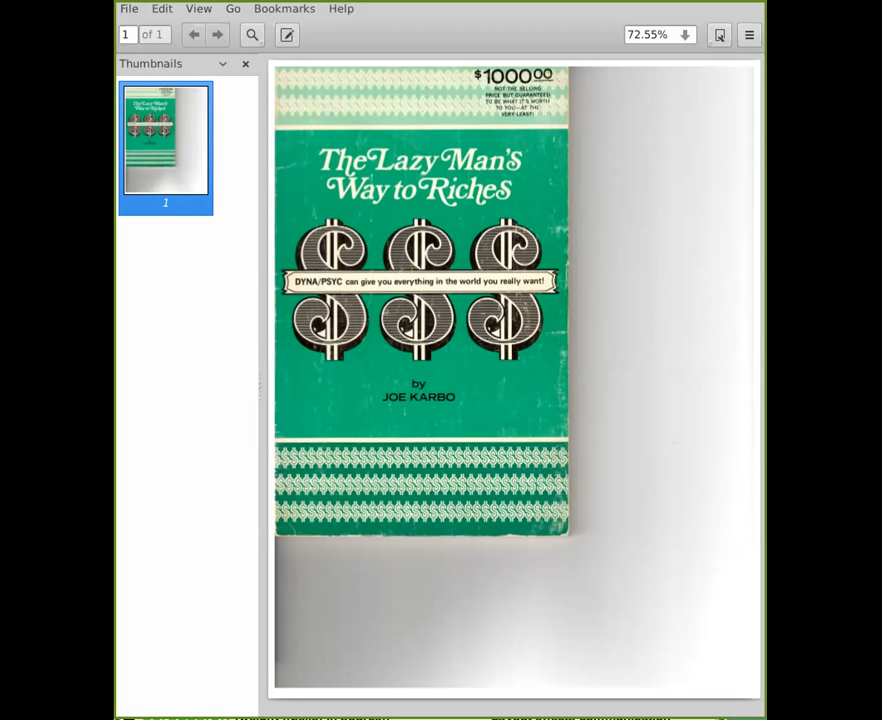 File Edit View Go Bookmarks Help
1 of 1
72.55%
Thumbnails
1
$1000.00
NOT THE SELLING
PRICE BUT GUARANTEED
TO BE WHAT IT'S WORTH
TO YOU—AT THE
VERY LEAST!
The Lazy Man's
Way to Riches
DYNA/PSYC can give you everything in the world you really want!
by
JOE KARBO